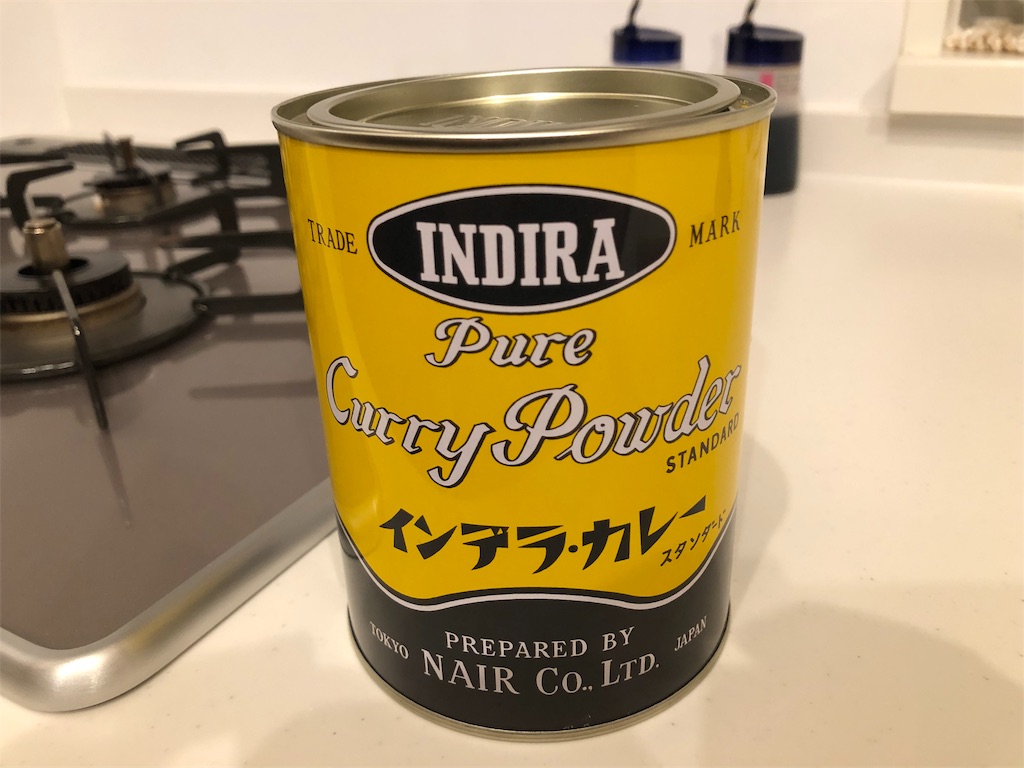 TRADE INDIRA MARK
Pure
Curry Powder
STANDARD
インデラ・カレー
スタンダード
PREPARED BY
TOKYO NAIR CO., LTD. JAPAN